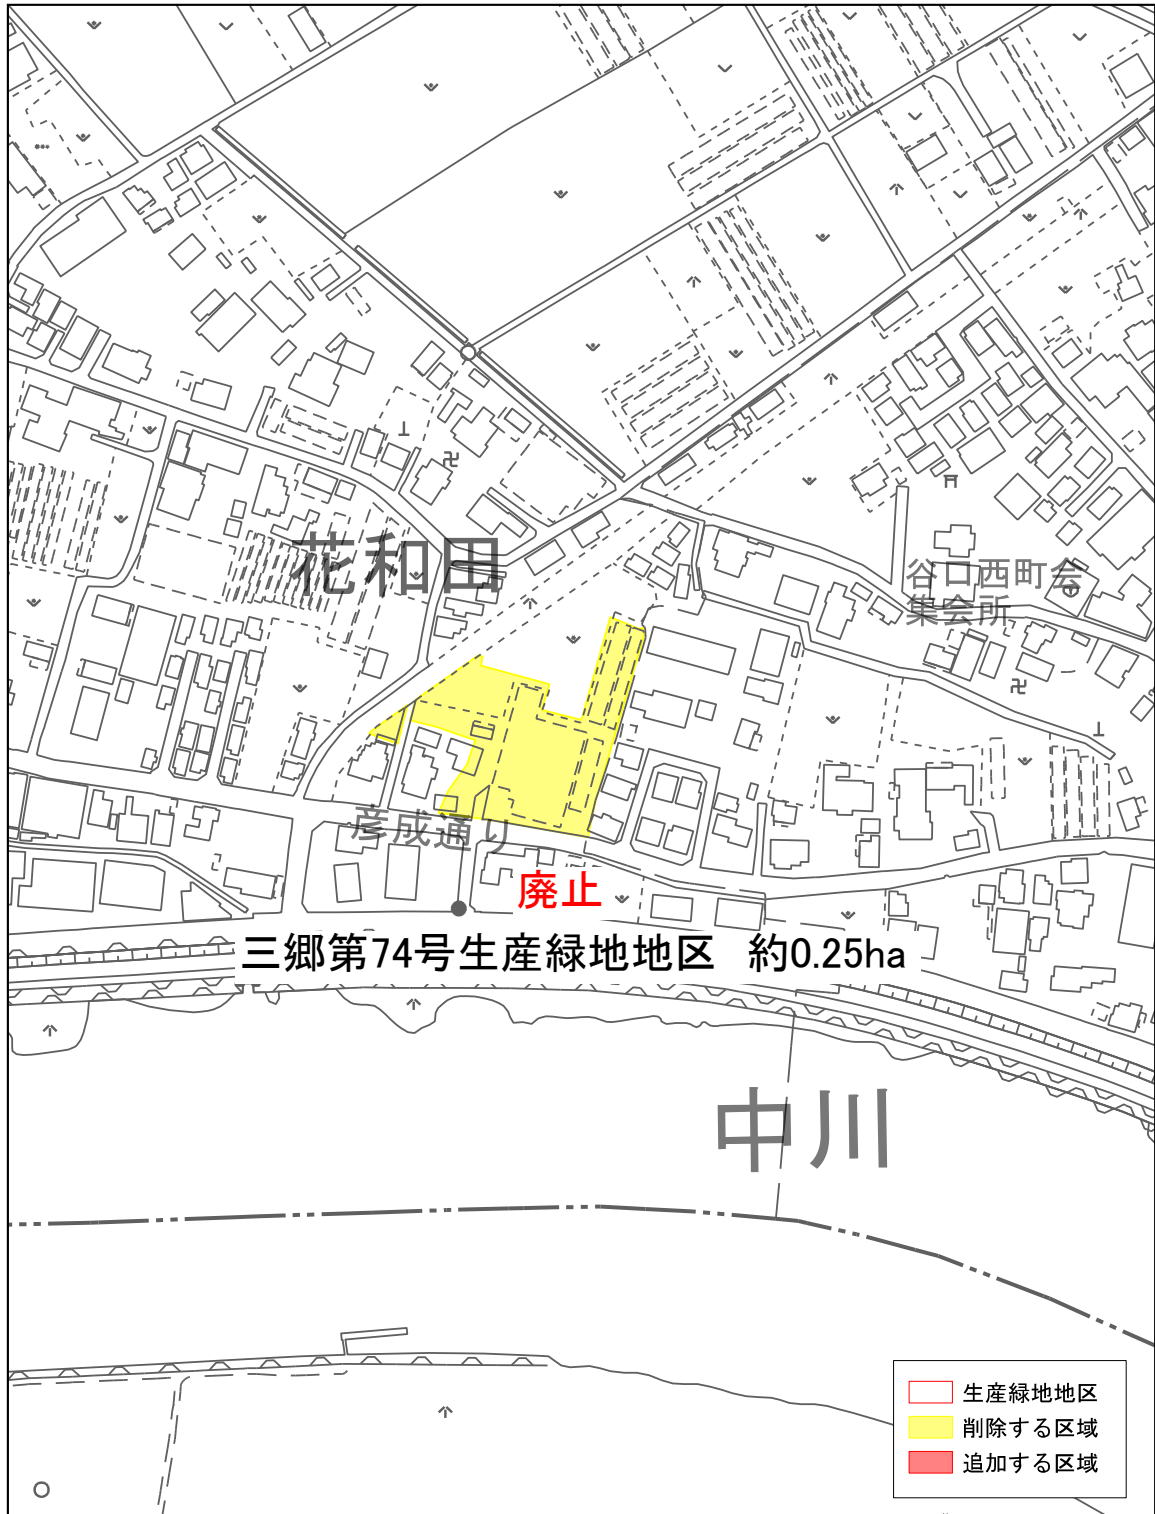 花和田
谷口西町会
集会所
彦成通り
廃止
三郷第74号生産緑地地区　約0.25ha
中川
生産緑地地区
削除する区域
追加する区域